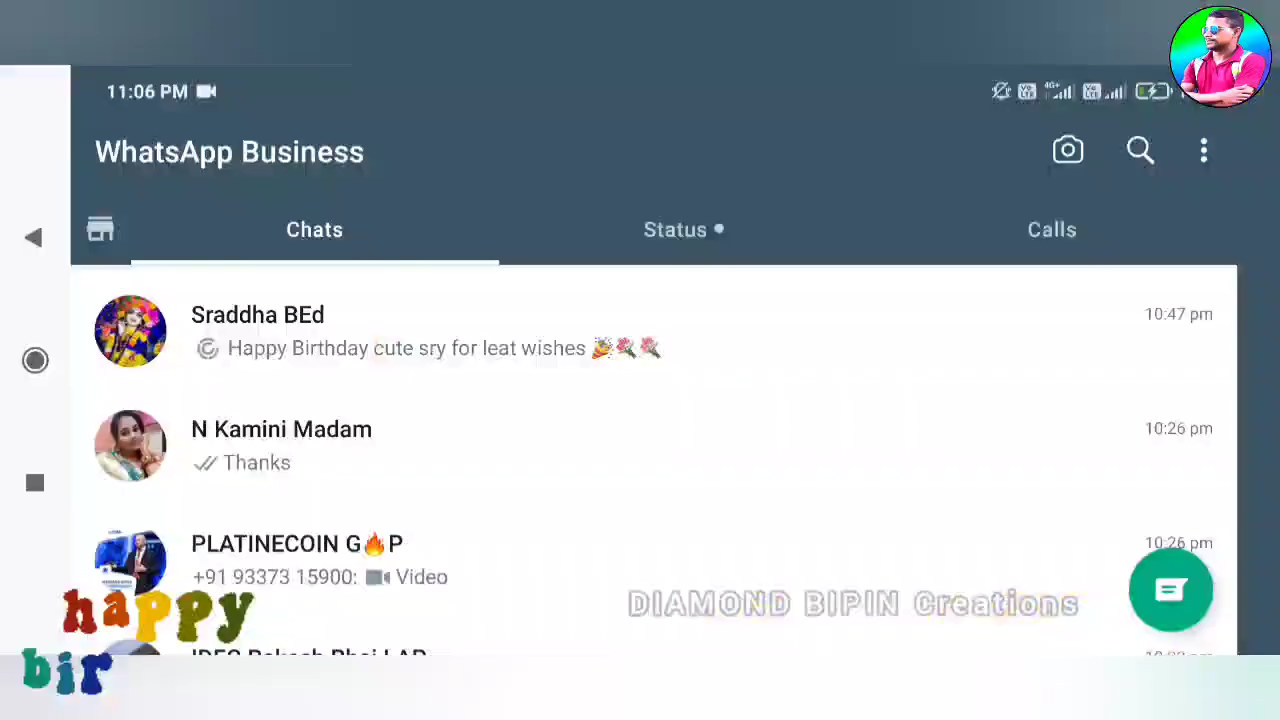 11:06 PM
WhatsApp Business
Chats
Status
Calls
Sraddha BEd
10:47 pm
Happy Birthday cute sry for leat wishes 🎉💐💐
N Kamini Madam
10:26 pm
Thanks
PLATINECOIN G🔥P
10:26 pm
+91 93373 15900: Video
DIAMOND BIPIN Creations
happy
bir